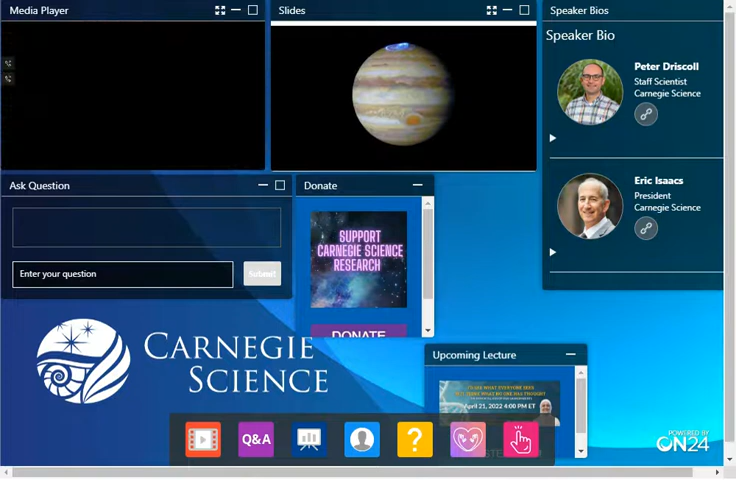 Media Player
Slides
Speaker Bios
Speaker Bio
Peter Driscoll
Staff Scientist
Carnegie Science
Eric Isaacs
President
Carnegie Science
Ask Question
Enter your question
Submit
Donate
SUPPORT
CARNEGIE SCIENCE
RESEARCH
DONATE
CARNEGIE
SCIENCE
Upcoming Lecture
April 21, 2022 4:00 PM ET
Q&A
?
POWERED BY
ON24